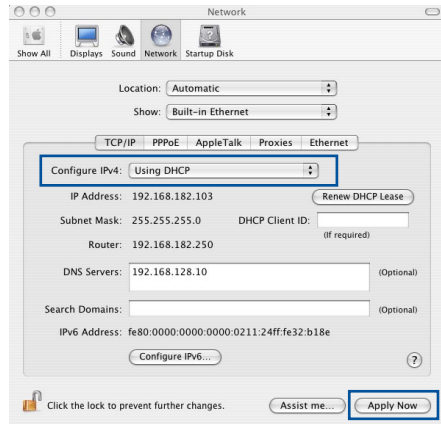 Network
Show All Displays Sound Network Startup Disk
Location: Automatic
Show: Built-in Ethernet
TCP/IP PPPoE AppleTalk Proxies Ethernet
Configure IPv4: Using DHCP
IP Address: 192.168.182.103 Renew DHCP Lease
Subnet Mask: 255.255.255.0 DHCP Client ID:
(If required)
Router: 192.168.182.250
DNS Servers: 192.168.128.10 (Optional)
Search Domains: (Optional)
IPv6 Address: fe80:0000:0000:0000:0211:24ff:fe32:b18e
Configure IPv6... ?
Click the lock to prevent further changes. Assist me... Apply Now